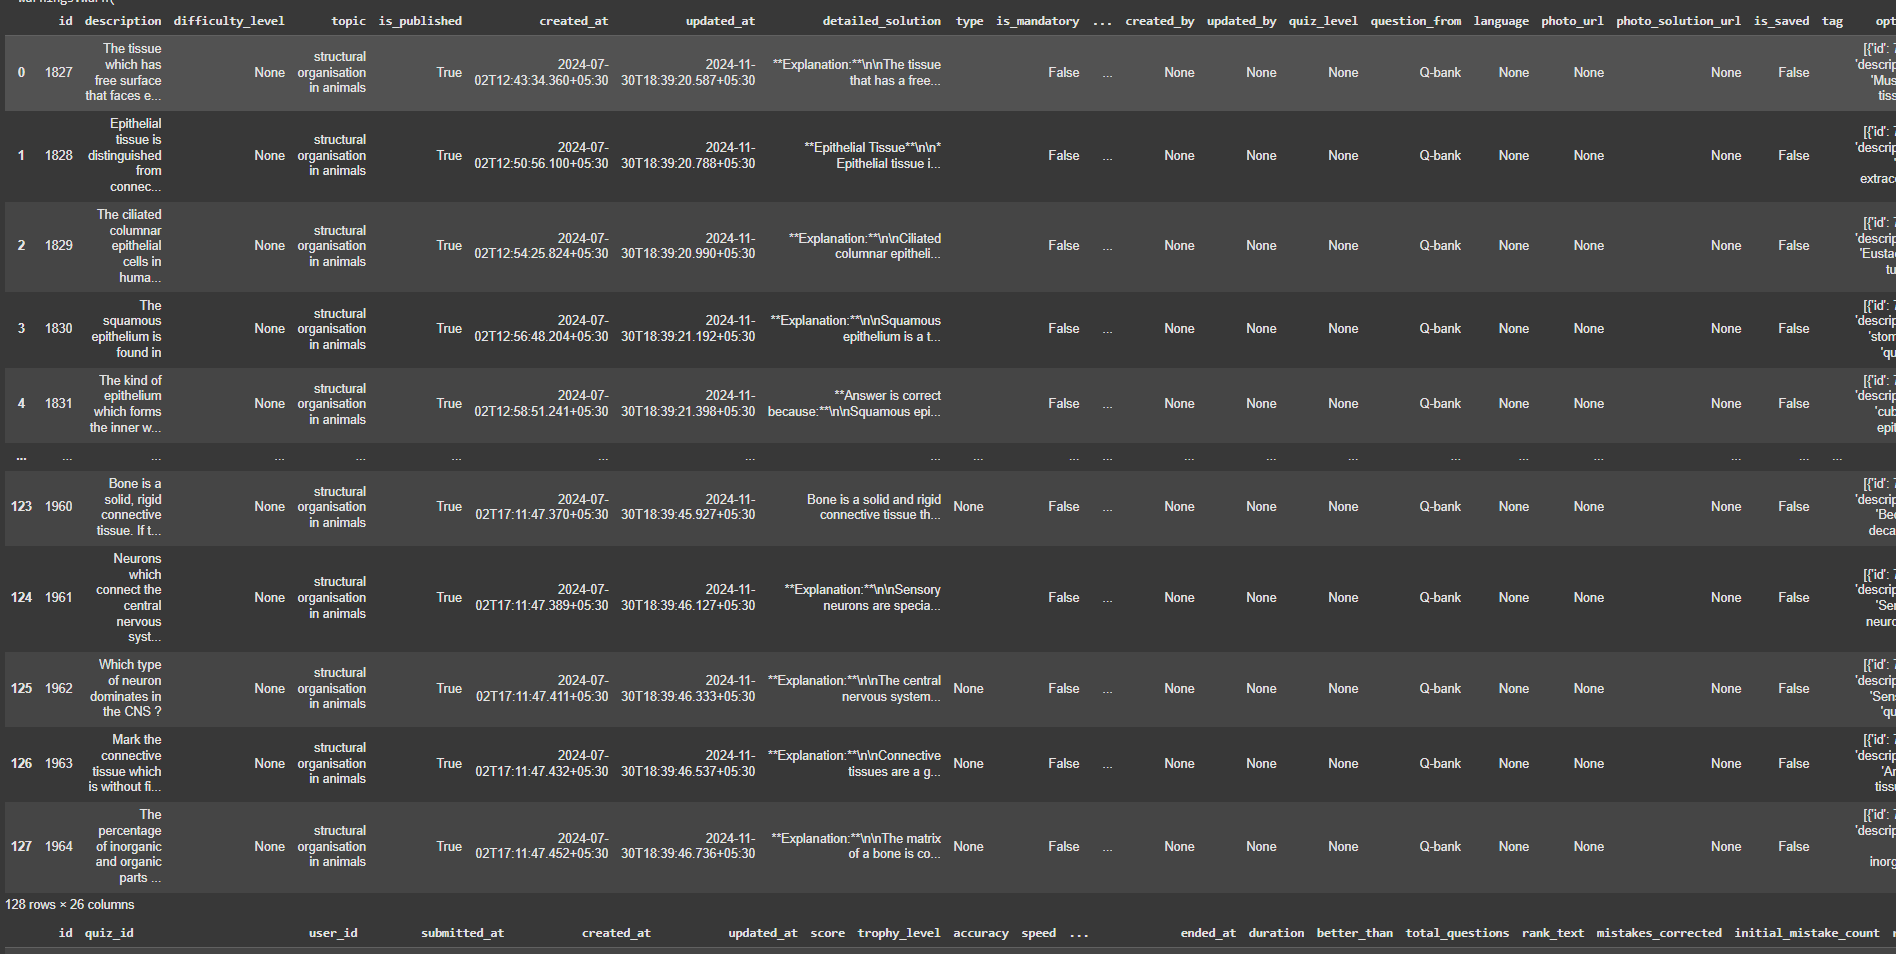 id description difficulty_level topic is_published created_at updated_at detailed_solution type is_mandatory ... created_by updated_by quiz_level question_from language photo_url photo_solution_url is_saved tag opt
0 1827 The tissue which has free surface that faces e... None structural organisation in animals True 2024-07-02T12:43:34.360+05:30 2024-11-30T18:39:20.587+05:30 **Explanation:**\n\nThe tissue that has a free... False ... None None None Q-bank None None None False [{'id': 7 'descrip 'Mus tiss
1 1828 Epithelial tissue is distinguished from connec... None structural organisation in animals True 2024-07-02T12:50:56.100+05:30 2024-11-30T18:39:20.788+05:30 **Epithelial Tissue**\n\n* Epithelial tissue i... False ... None None None Q-bank None None None False [{'id': 7 'descrip ' extrac
2 1829 The ciliated columnar epithelial cells in huma... None structural organisation in animals True 2024-07-02T12:54:25.824+05:30 2024-11-30T18:39:20.990+05:30 **Explanation:**\n\nCiliated columnar epitheli... False ... None None None Q-bank None None None False [{'id': 7 'descrip 'Eustac tu
3 1830 The squamous epithelium is found in None structural organisation in animals True 2024-07-02T12:56:48.204+05:30 2024-11-30T18:39:21.192+05:30 **Explanation:**\n\nSquamous epithelium is a t... False ... None None None Q-bank None None None False [{'id': 7 'descrip 'stom 'qu
4 1831 The kind of epithelium which forms the inner w... None structural organisation in animals True 2024-07-02T12:58:51.241+05:30 2024-11-30T18:39:21.398+05:30 **Answer is correct because:**\n\nSquamous epi... False ... None None None Q-bank None None None False [{'id': 7 'descrip 'cub epit
... ... ... ... ... ... ... ... ... ... ... ... ... ... ... ... ... ... ... ... ...
123 1960 Bone is a solid, rigid connective tissue. If t... None structural organisation in animals True 2024-07-02T17:11:47.370+05:30 2024-11-30T18:39:45.927+05:30 Bone is a solid and rigid connective tissue th... None False ... None None None Q-bank None None None False [{'id': 7 'descrip 'Bec deca
124 1961 Neurons which connect the central nervous syst... None structural organisation in animals True 2024-07-02T17:11:47.389+05:30 2024-11-30T18:39:46.127+05:30 **Explanation:**\n\nSensory neurons are specia... False ... None None None Q-bank None None None False [{'id': 7 'descrip 'Sen neuro
125 1962 Which type of neuron dominates in the CNS ? None structural organisation in animals True 2024-07-02T17:11:47.411+05:30 2024-11-30T18:39:46.333+05:30 **Explanation:**\n\nThe central nervous system... None False ... None None None Q-bank None None None False [{'id': 7 'descrip 'Sens 'qu
126 1963 Mark the connective tissue which is without fi... None structural organisation in animals True 2024-07-02T17:11:47.432+05:30 2024-11-30T18:39:46.537+05:30 **Explanation:**\n\nConnective tissues are a g... None False ... None None None Q-bank None None None False [{'id': 7 'descrip 'Ar tissu
127 1964 The percentage of inorganic and organic parts ... None structural organisation in animals True 2024-07-02T17:11:47.452+05:30 2024-11-30T18:39:46.736+05:30 **Explanation:**\n\nThe matrix of a bone is co... None False ... None None None Q-bank None None None False [{'id': 7 'descrip inorg
128 rows × 26 columns
id quiz_id user_id submitted_at created_at updated_at score trophy_level accuracy speed ... ended_at duration better_than total_questions rank_text mistakes_corrected initial_mistake_count